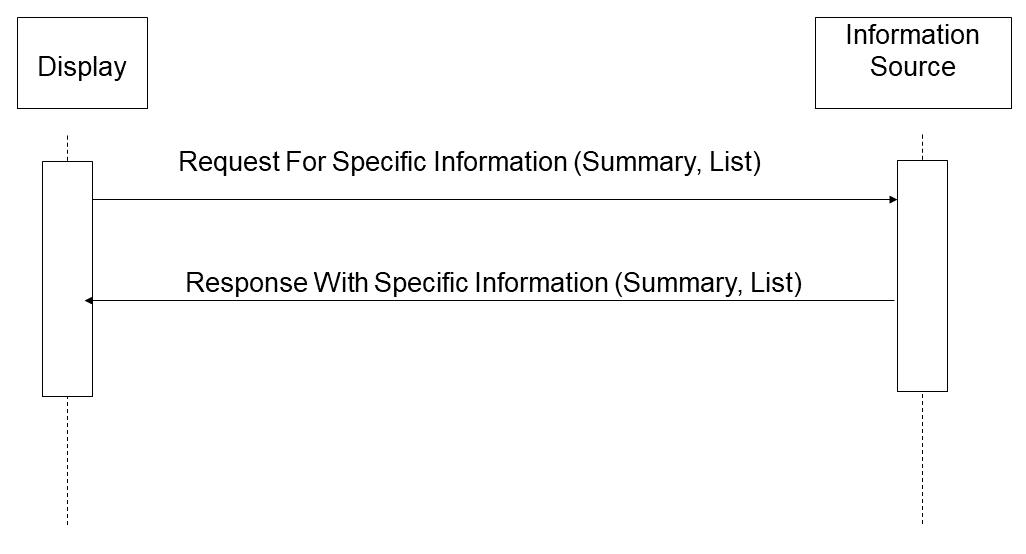 Display
Information
Source
Request For Specific Information (Summary, List)
Response With Specific Information (Summary, List)